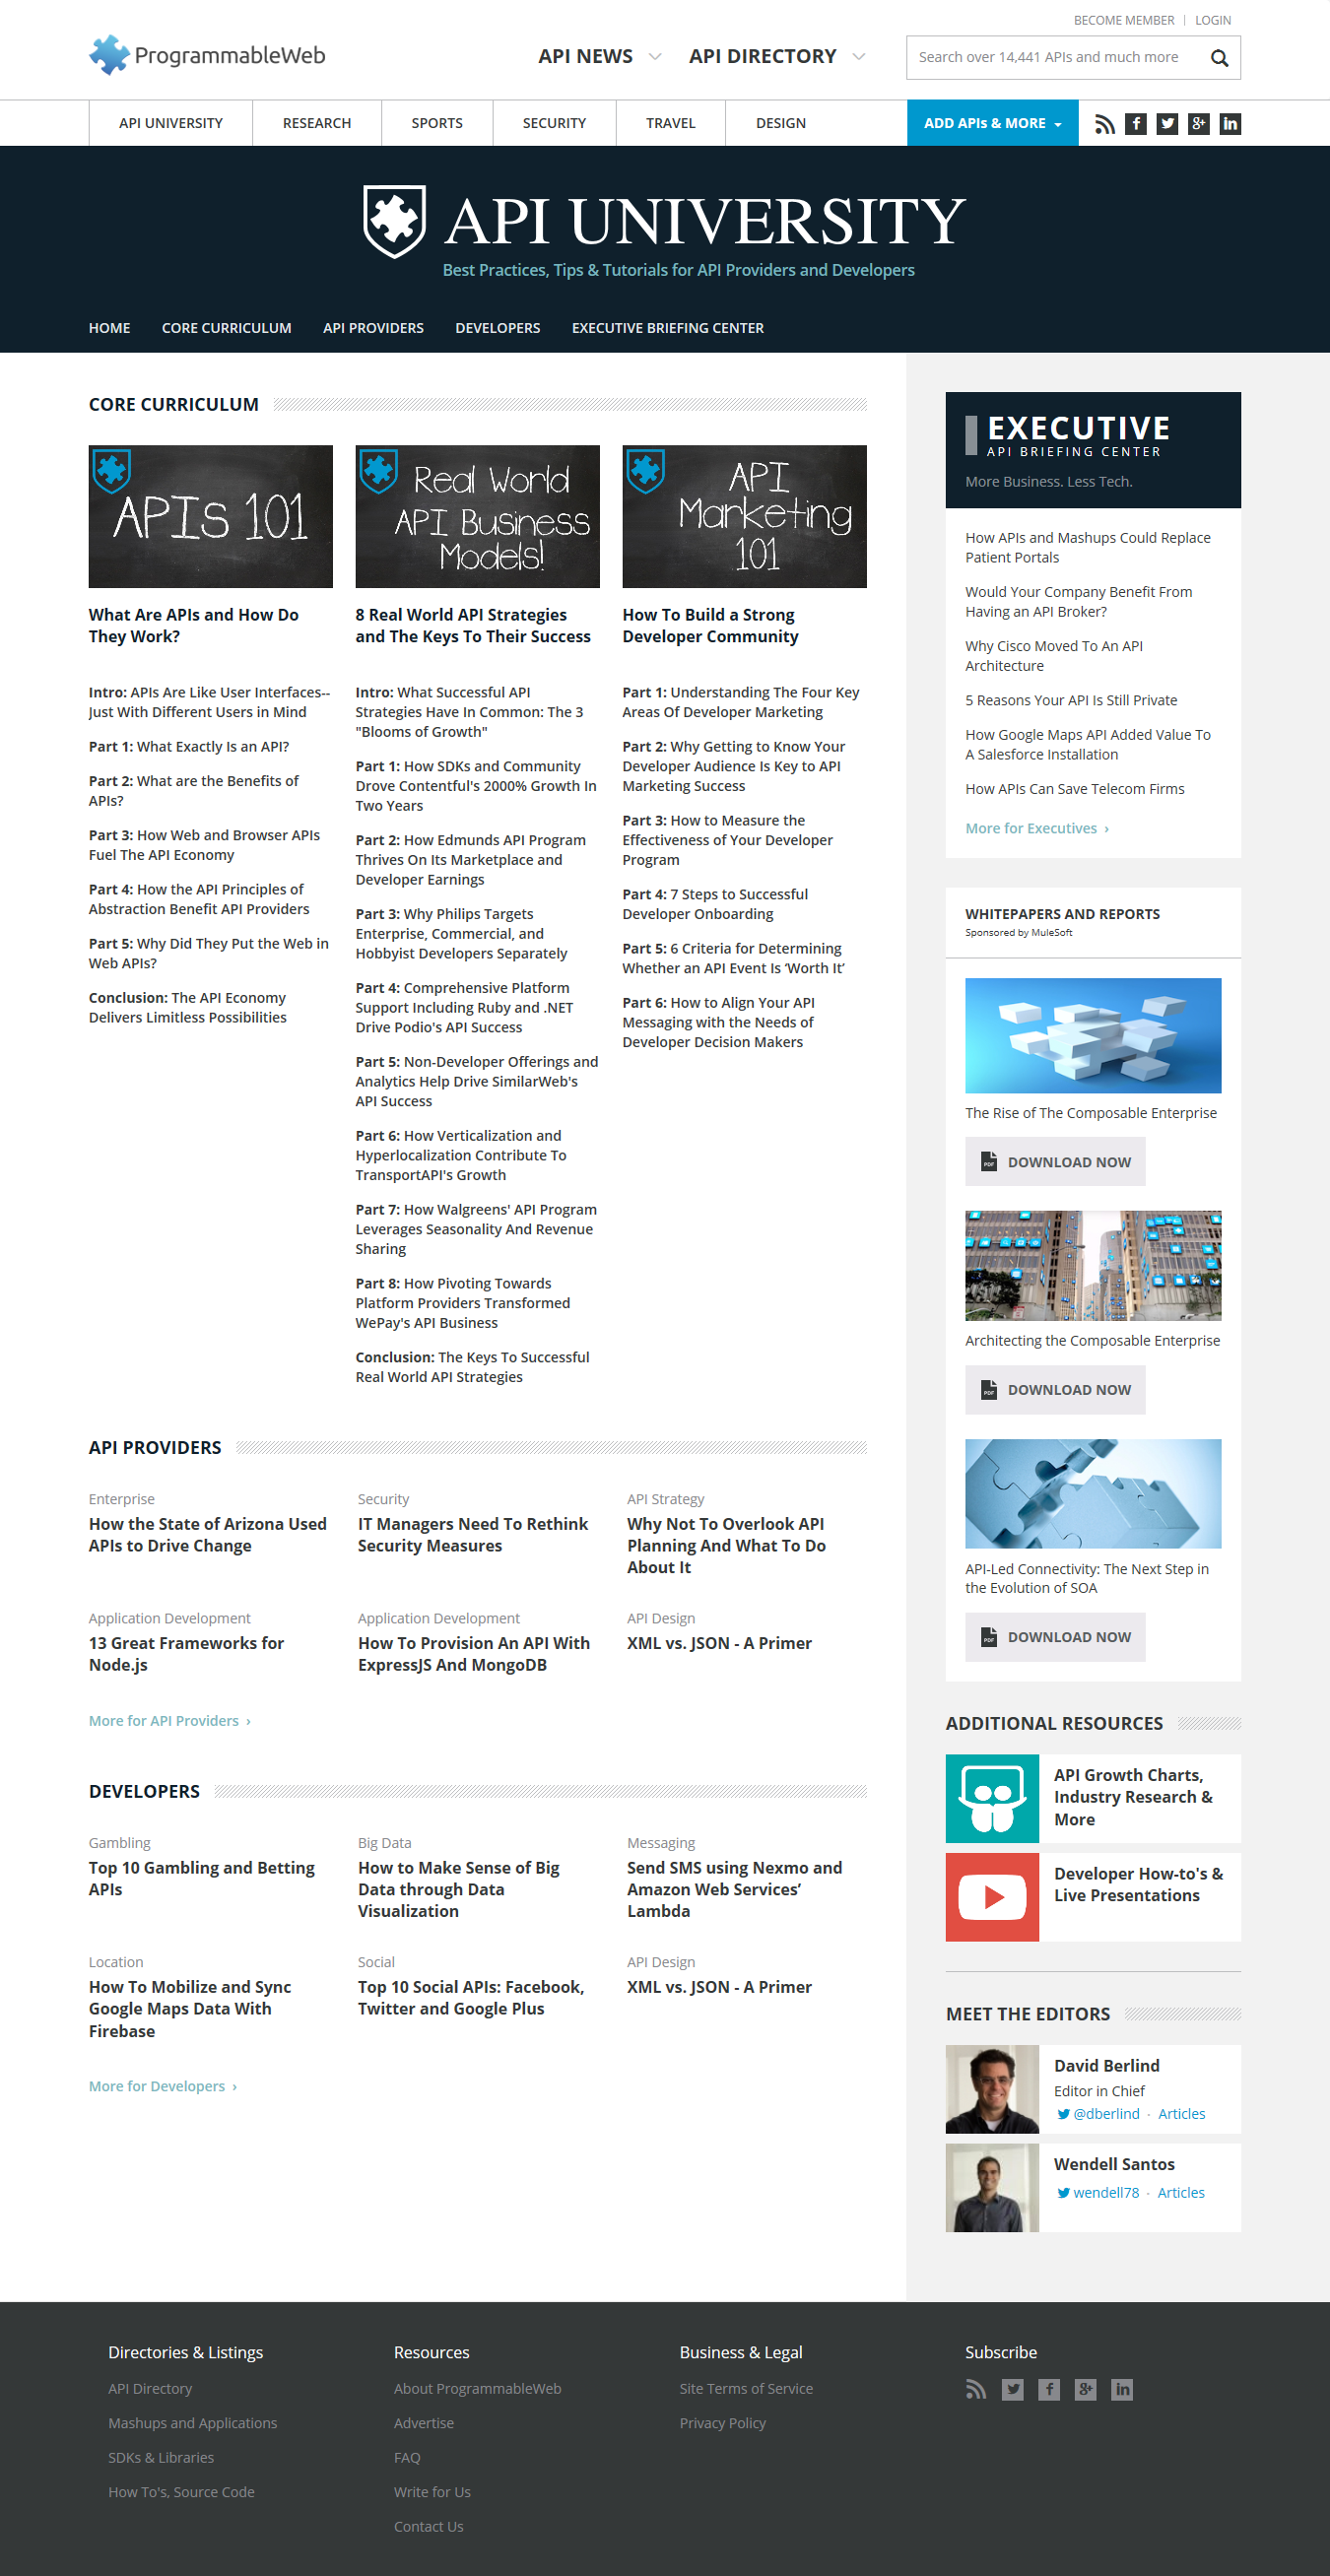 BECOME MEMBER | LOGIN
ProgrammableWeb
API NEWS
API DIRECTORY
Search over 14,441 APIs and much more
API UNIVERSITY
RESEARCH
SPORTS
SECURITY
TRAVEL
DESIGN
ADD APIs & MORE
API UNIVERSITY
Best Practices, Tips & Tutorials for API Providers and Developers
HOME
CORE CURRICULUM
API PROVIDERS
DEVELOPERS
EXECUTIVE BRIEFING CENTER
CORE CURRICULUM
APIs 101
What Are APIs and How Do
They Work?
Intro: APIs Are Like User Interfaces--
Just With Different Users in Mind
Part 1: What Exactly Is an API?
Part 2: What are the Benefits of
APIs?
Part 3: How Web and Browser APIs
Fuel The API Economy
Part 4: How the API Principles of
Abstraction Benefit API Providers
Part 5: Why Did They Put the Web in
Web APIs?
Conclusion: The API Economy
Delivers Limitless Possibilities
Real World
API Business
Models!
8 Real World API Strategies
and The Keys To Their Success
Intro: What Successful API
Strategies Have In Common: The 3
"Blooms of Growth"
Part 1: How SDKs and Community
Drove Contentful's 2000% Growth In
Two Years
Part 2: How Edmunds API Program
Thrives On Its Marketplace and
Developer Earnings
Part 3: Why Philips Targets
Enterprise, Commercial, and
Hobbyist Developers Separately
Part 4: Comprehensive Platform
Support Including Ruby and .NET
Drive Podio's API Success
Part 5: Non-Developer Offerings and
Analytics Help Drive SimilarWeb's
API Success
Part 6: How Verticalization and
Hyperlocalization Contribute To
TransportAPI's Growth
Part 7: How Walgreens' API Program
Leverages Seasonality And Revenue
Sharing
Part 8: How Pivoting Towards
Platform Providers Transformed
WePay's API Business
Conclusion: The Keys To Successful
Real World API Strategies
API
Marketing
101
How To Build a Strong
Developer Community
Part 1: Understanding The Four Key
Areas Of Developer Marketing
Part 2: Why Getting to Know Your
Developer Audience Is Key to API
Marketing Success
Part 3: How to Measure the
Effectiveness of Your Developer
Program
Part 4: 7 Steps to Successful
Developer Onboarding
Part 5: 6 Criteria for Determining
Whether an API Event Is ‘Worth It’
Part 6: How to Align Your API
Messaging with the Needs of
Developer Decision Makers
API PROVIDERS
Enterprise
How the State of Arizona Used
APIs to Drive Change
Security
IT Managers Need To Rethink
Security Measures
API Strategy
Why Not To Overlook API
Planning And What To Do
About It
Application Development
13 Great Frameworks for
Node.js
Application Development
How To Provision An API With
ExpressJS And MongoDB
API Design
XML vs. JSON - A Primer
More for API Providers ›
DEVELOPERS
Gambling
Top 10 Gambling and Betting
APIs
Big Data
How to Make Sense of Big
Data through Data
Visualization
Messaging
Send SMS using Nexmo and
Amazon Web Services’
Lambda
Location
How To Mobilize and Sync
Google Maps Data With
Firebase
Social
Top 10 Social APIs: Facebook,
Twitter and Google Plus
API Design
XML vs. JSON - A Primer
More for Developers ›
EXECUTIVE
API BRIEFING CENTER
More Business. Less Tech.
How APIs and Mashups Could Replace
Patient Portals
Would Your Company Benefit From
Having an API Broker?
Why Cisco Moved To An API
Architecture
5 Reasons Your API Is Still Private
How Google Maps API Added Value To
A Salesforce Installation
How APIs Can Save Telecom Firms
More for Executives ›
WHITEPAPERS AND REPORTS
Sponsored by MuleSoft
The Rise of The Composable Enterprise
PDF DOWNLOAD NOW
Architecting the Composable Enterprise
PDF DOWNLOAD NOW
API-Led Connectivity: The Next Step in
the Evolution of SOA
PDF DOWNLOAD NOW
ADDITIONAL RESOURCES
API Growth Charts,
Industry Research &
More
Developer How-to's &
Live Presentations
MEET THE EDITORS
David Berlind
Editor in Chief
@dberlind · Articles
Wendell Santos
wendell78 · Articles
Directories & Listings
API Directory
Mashups and Applications
SDKs & Libraries
How To's, Source Code
Resources
About ProgrammableWeb
Advertise
FAQ
Write for Us
Contact Us
Business & Legal
Site Terms of Service
Privacy Policy
Subscribe